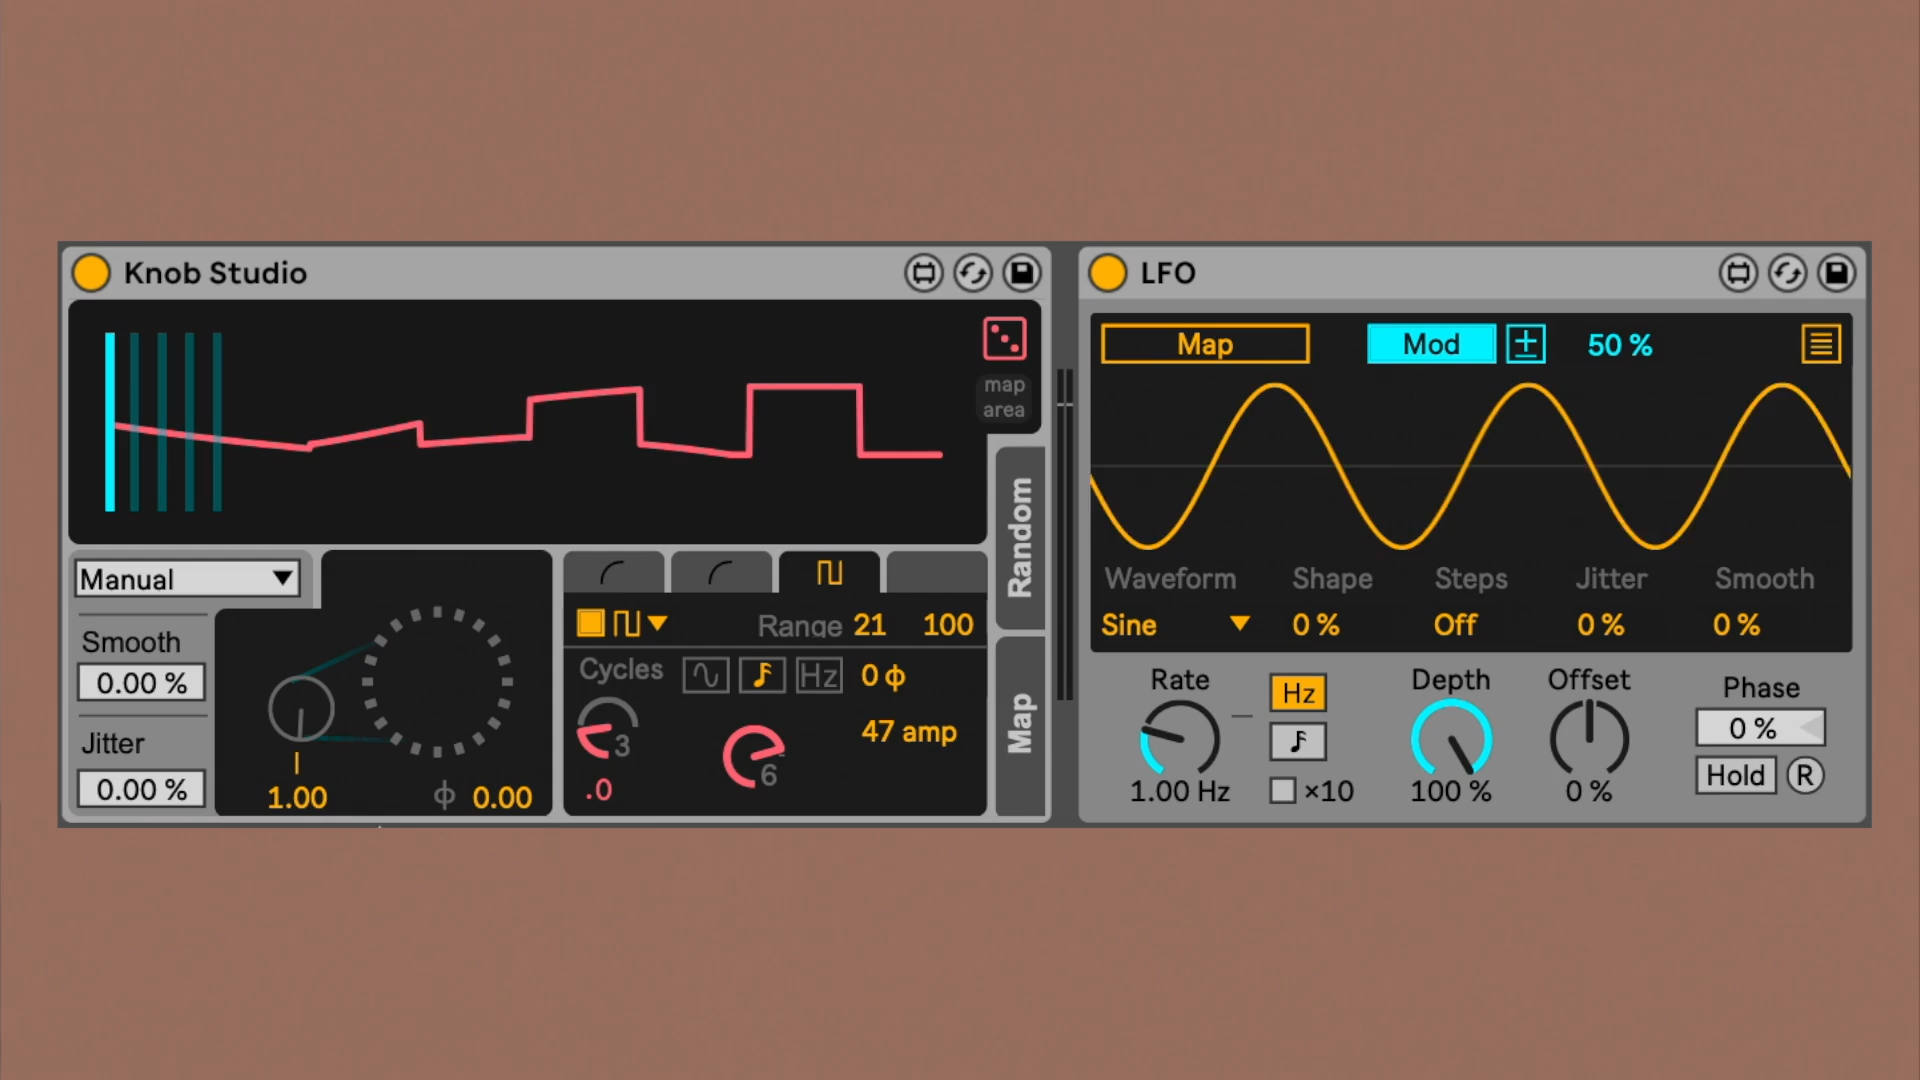 Knob Studio
map
area
Random
Map
Manual
Smooth
0.00 %
Jitter
0.00 %
1.00
ϕ 0.00
Range 21 100
Cycles Hz 0 ϕ
3
.0
6
47 amp
LFO
Map Mod ± 50 %
Waveform Shape Steps Jitter Smooth
Sine 0 % Off 0 % 0 %
Rate Hz Depth Offset Phase
0 %
Hold R
1.00 Hz ×10 100 % 0 %